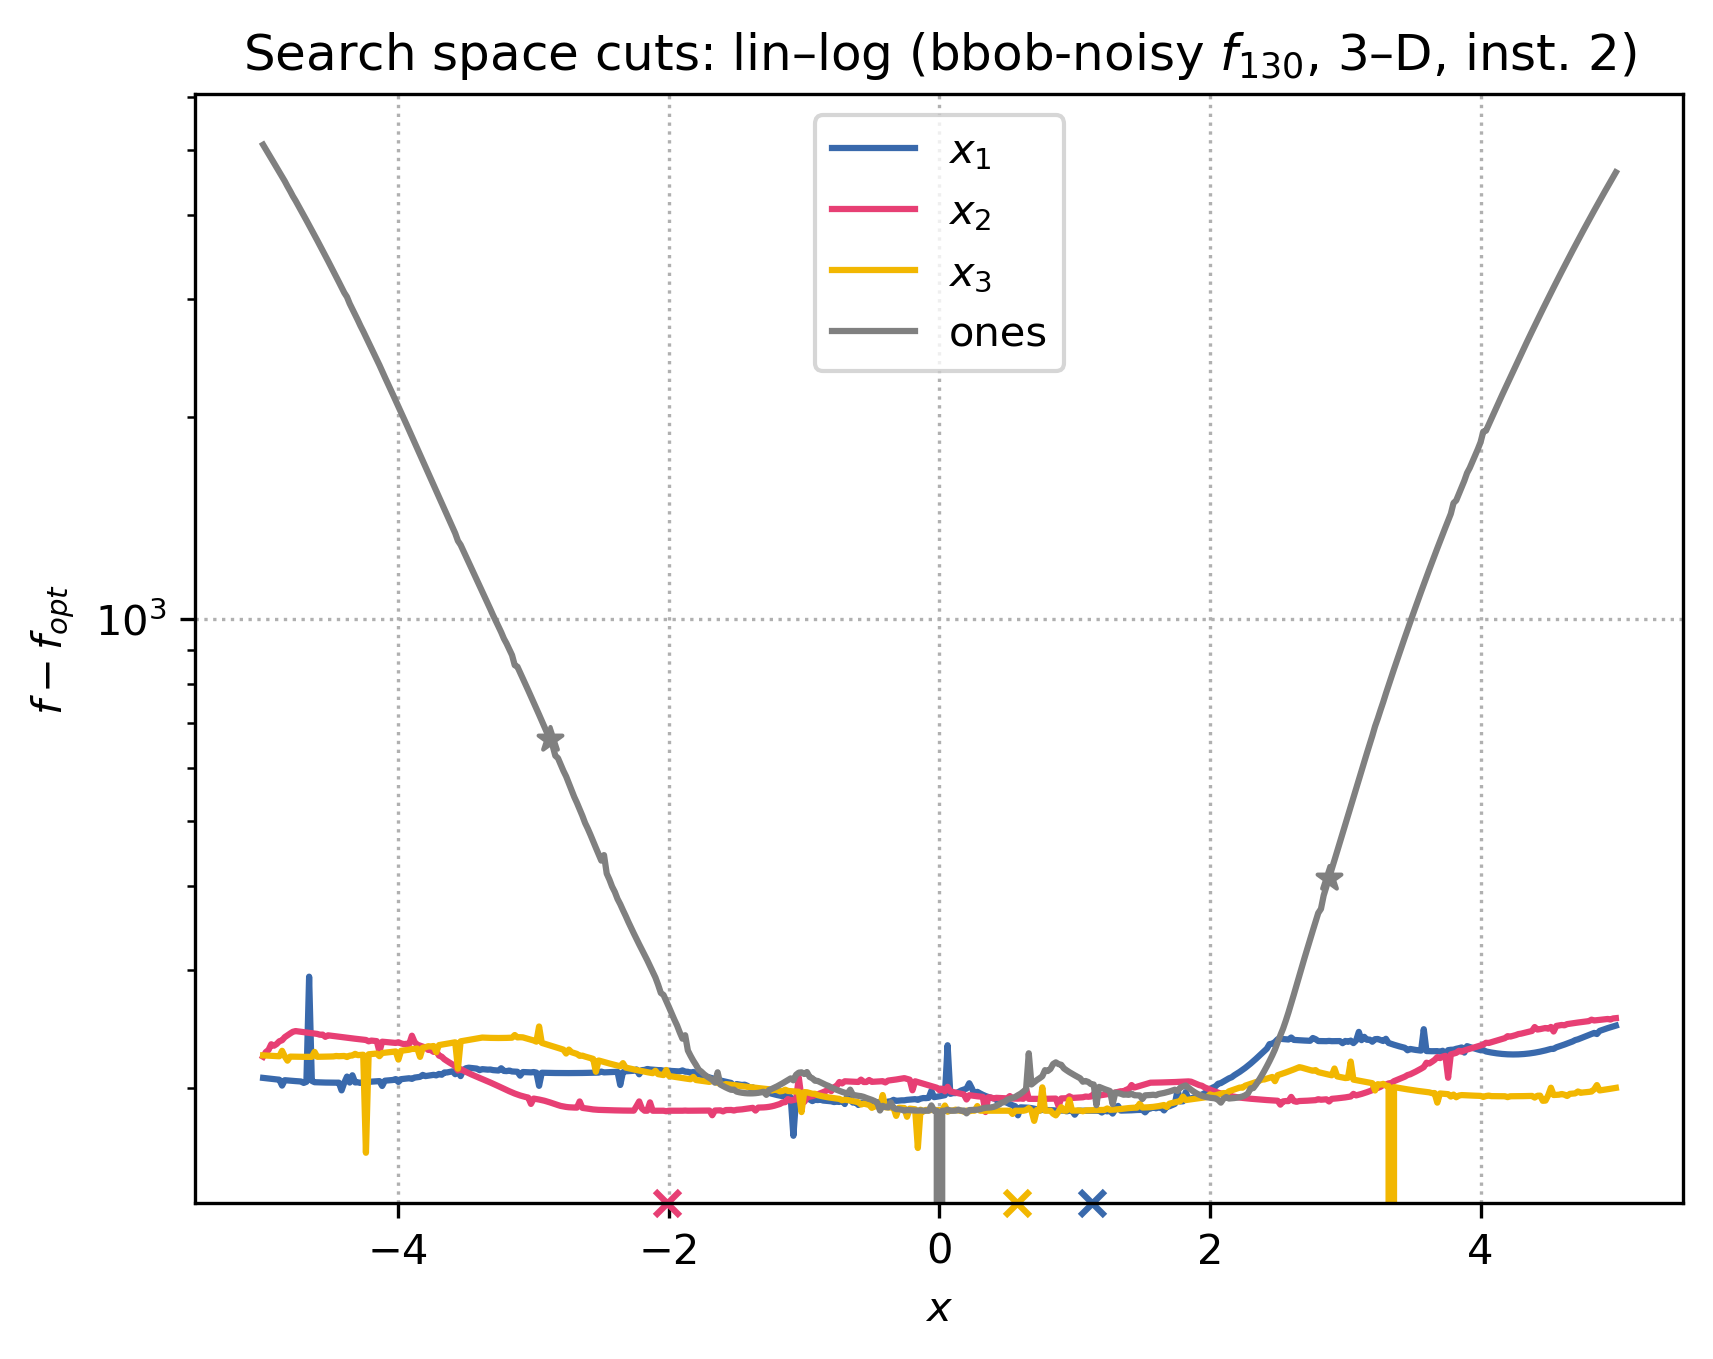 Search space cuts: lin–log (bbob-noisy f₁₃₀, 3–D, inst. 2)
x₁
x₂
x₃
ones
f − f_opt
10³
−4
−2
0
2
4
x